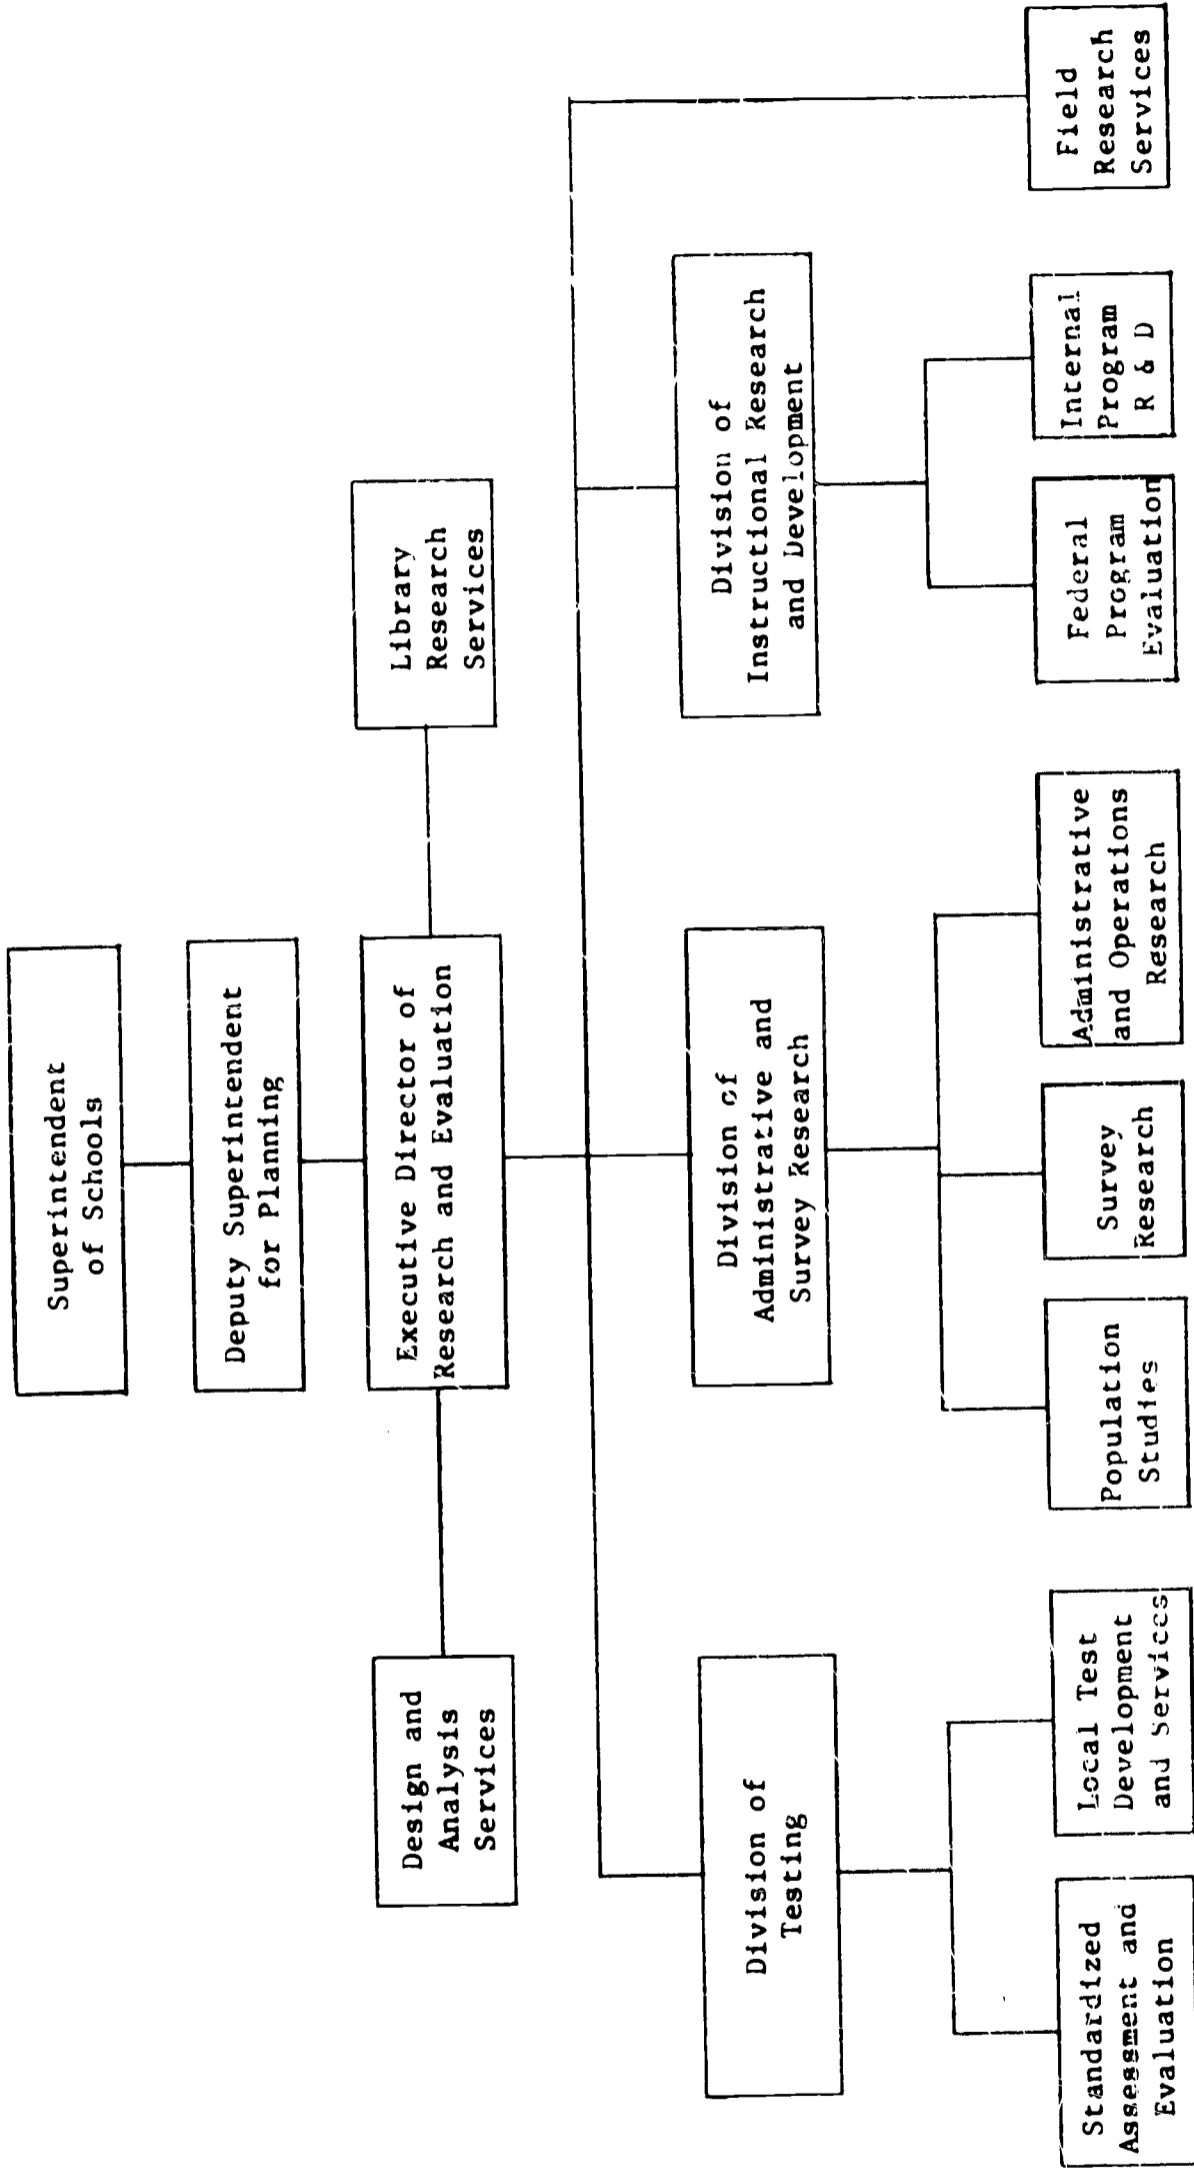 Superintendent
of Schools
Deputy Superintendent
for Planning
Executive Director of
Research and Evaluation
Design and
Analysis
Services
Library
Research
Services
Division of
Testing
Division of
Administrative and
Survey Research
Division of
Instructional Research
and Development
Standardized
Assessment and
Evaluation
Local Test
Development
and Services
Population
Studies
Survey
Research
Administrative
and Operations
Research
Federal
Program
Evaluation
Internal
Program
R & D
Field
Research
Services